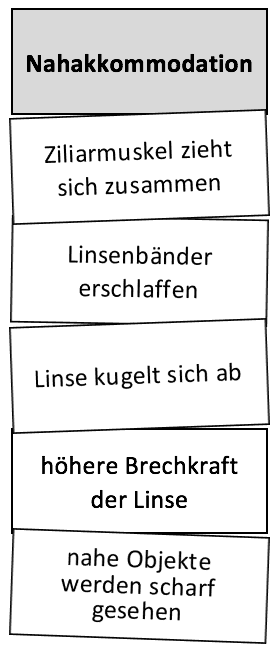 Nahakkommodation
Ziliarmuskel zieht
sich zusammen
Linsenbänder
erschlaffen
Linse kugelt sich ab
höhere Brechkraft
der Linse
nahe Objekte
werden scharf
gesehen